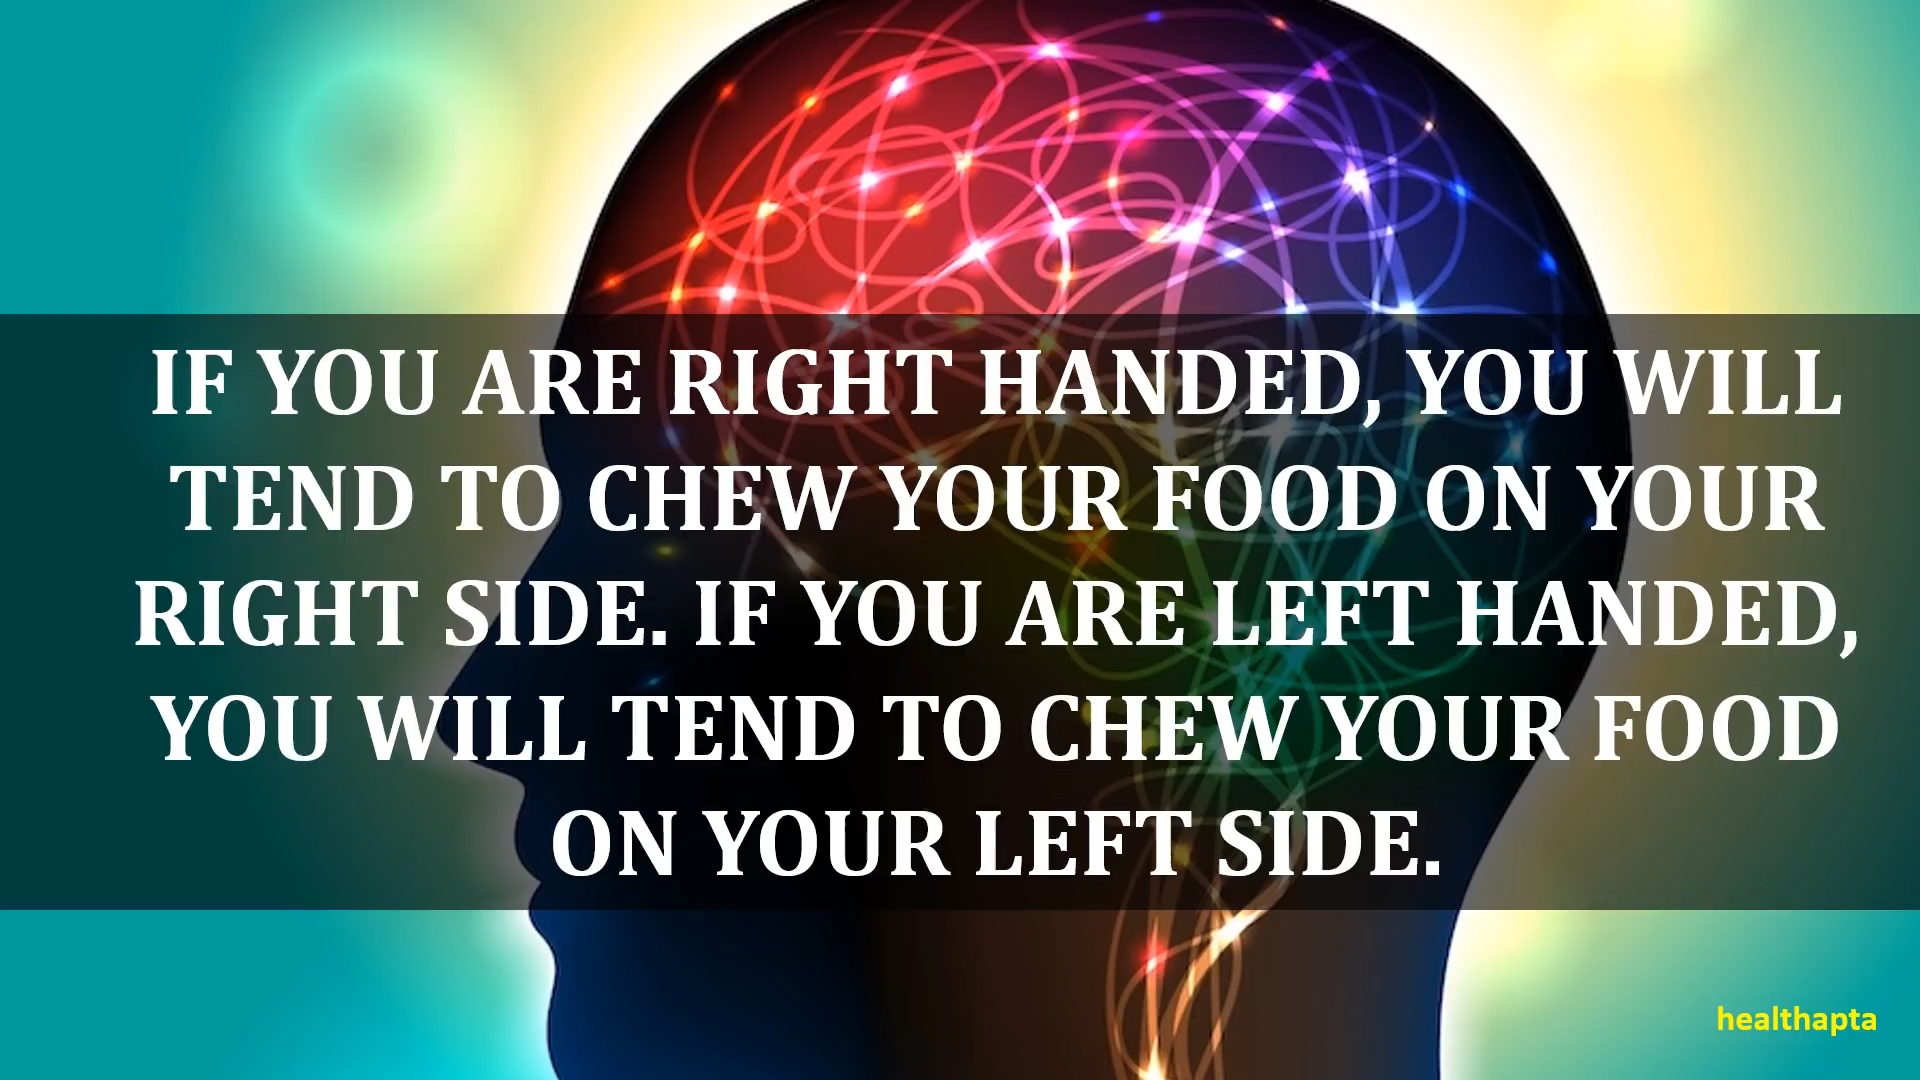 IF YOU ARE RIGHT HANDED, YOU WILL
TEND TO CHEW YOUR FOOD ON YOUR
RIGHT SIDE. IF YOU ARE LEFT HANDED,
YOU WILL TEND TO CHEW YOUR FOOD
ON YOUR LEFT SIDE.
healthapta